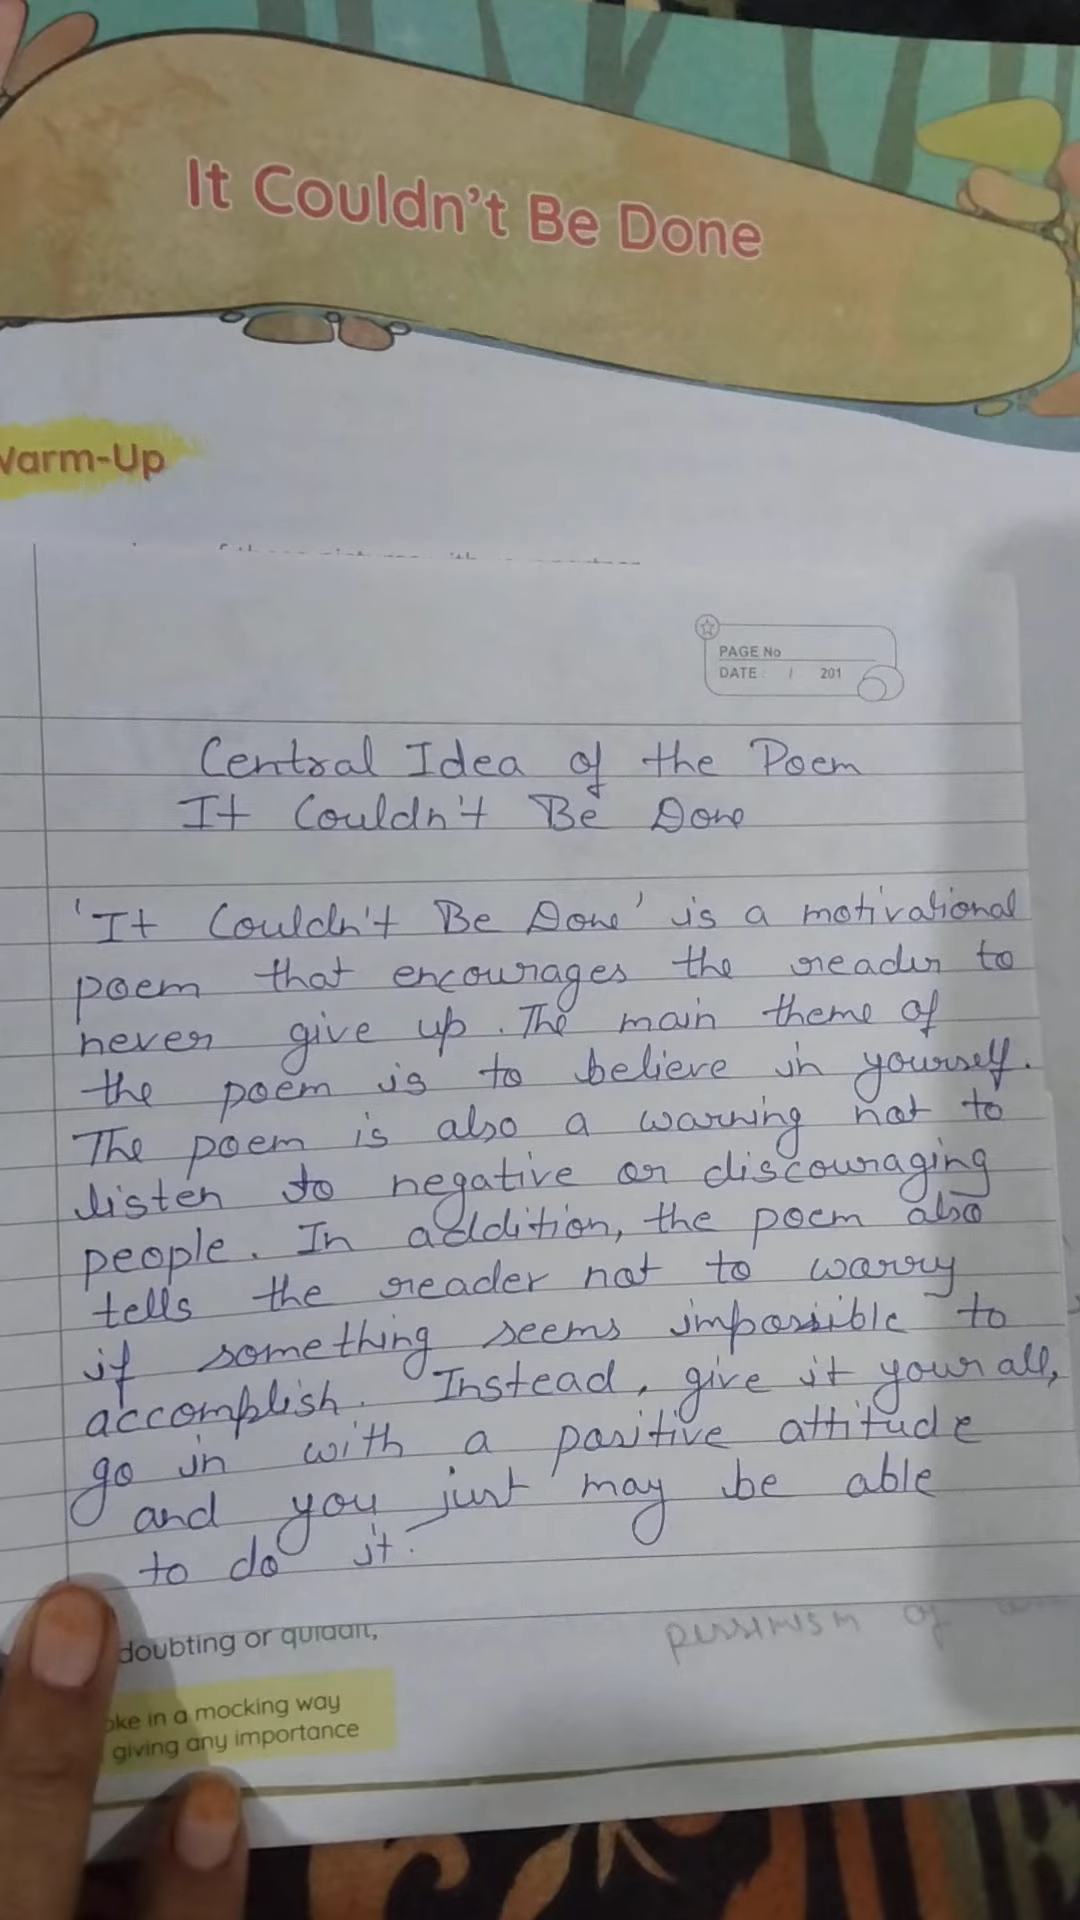 It Couldn't Be Done
Warm-Up
PAGE No
DATE / 201
Central Idea of the Poem
It Couldn't Be Done
'It Couldn't Be Done' is a motivational
poem that encourages the reader to
never give up. The main theme of
the poem is to believe in yourself.
The poem is also a warning not to
listen to negative or discouraging
people. In addition, the poem also
tells the reader not to warry
if something seems impossible to
accomplish. Instead, give it your all,
go in with a positive attitude
and you just may be able
to do it.
pessimism of
doubting or
in a mocking way
giving any importance